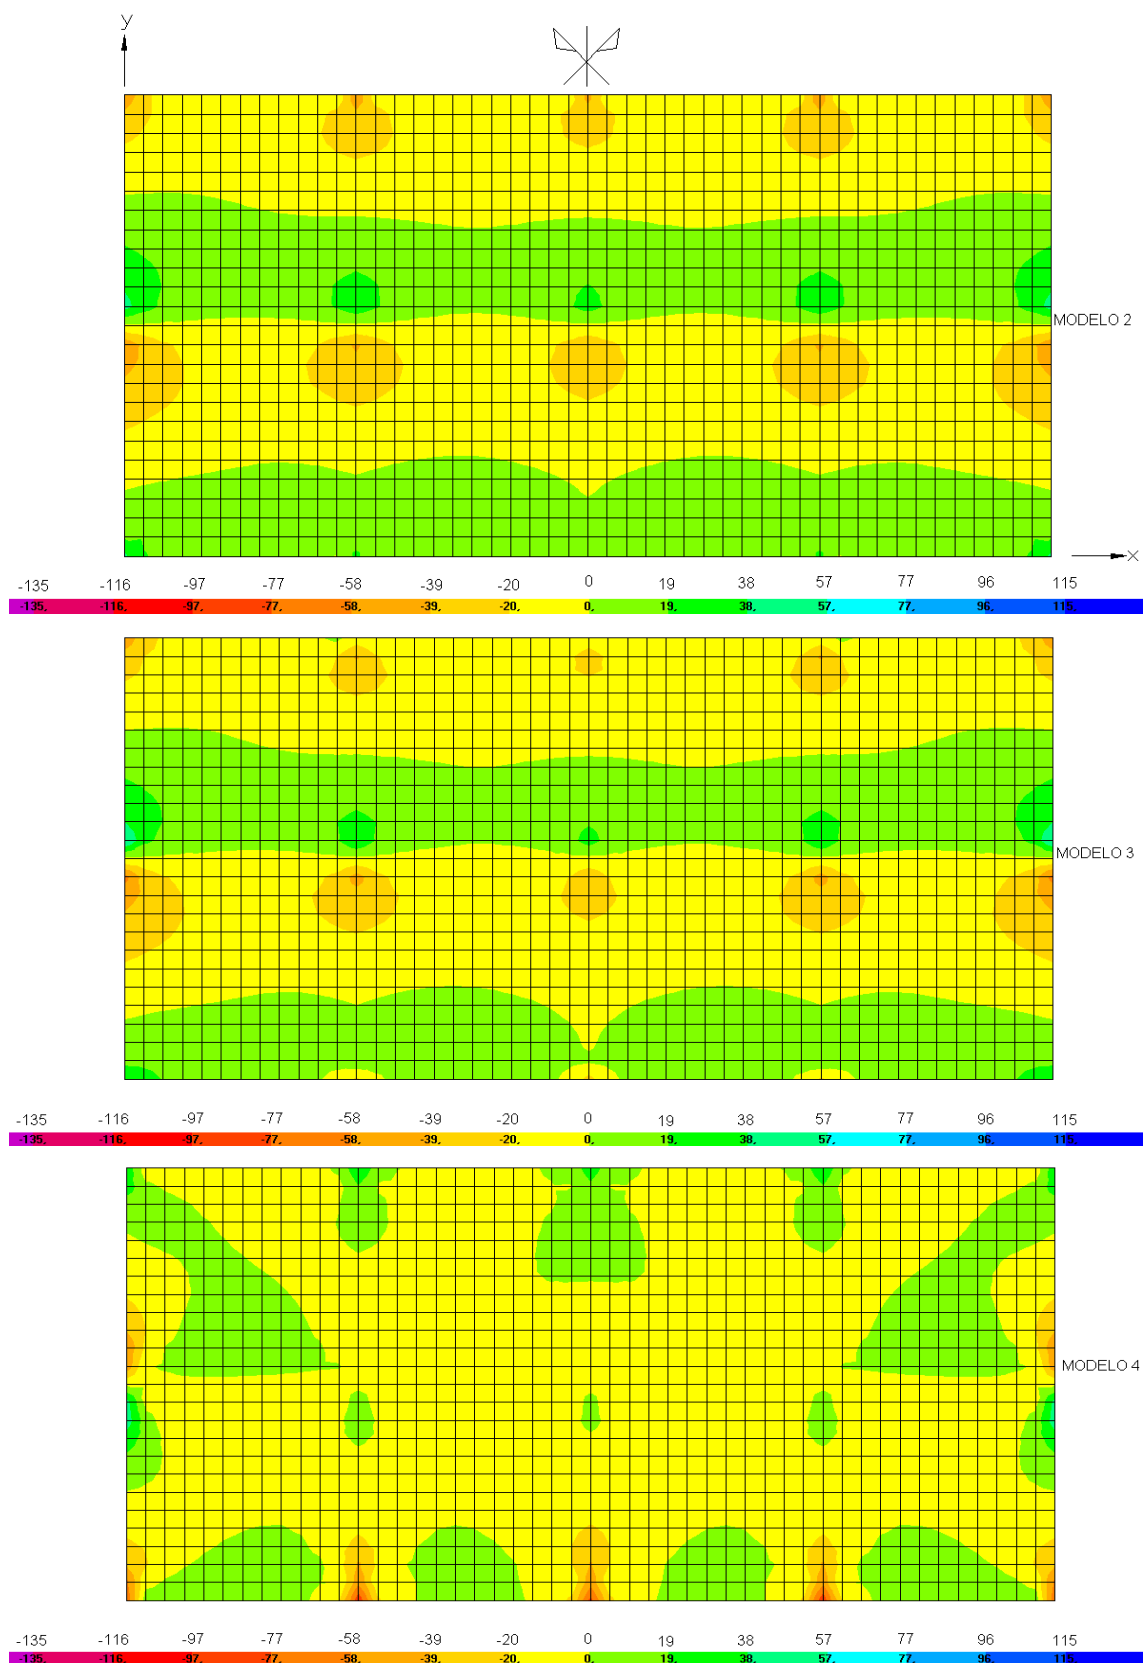 y
MODELO 2
x
-135 -116 -97 -77 -58 -39 -20 0 19 38 57 77 96 115
-135, -116, -97, -77, -58, -39, -20, 0, 19, 38, 57, 77, 96, 115,
MODELO 3
-135 -116 -97 -77 -58 -39 -20 0 19 38 57 77 96 115
-135, -116, -97, -77, -58, -39, -20, 0, 19, 38, 57, 77, 96, 115,
MODELO 4
-135 -116 -97 -77 -58 -39 -20 0 19 38 57 77 96 115
-135, -116, -97, -77, -58, -39, -20, 0, 19, 38, 57, 77, 96, 115,